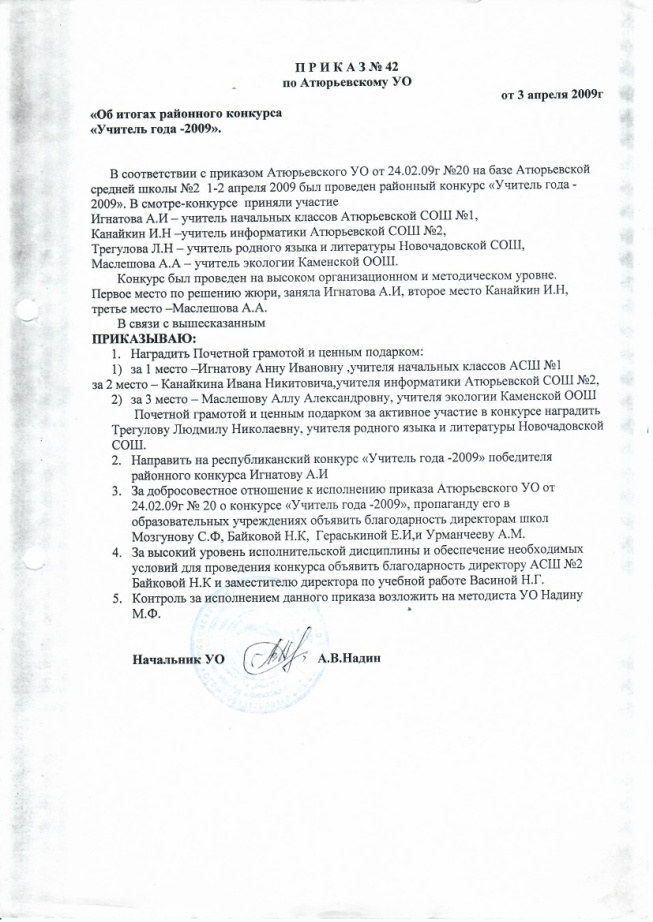 П Р И К А З № 42
по Атюрьевскому УО
от 3 апреля 2009г
«Об итогах районного конкурса
«Учитель года -2009».
В соответствии с приказом Атюрьевского УО от 24.02.09г №20 на базе Атюрьевской
средней школы №2 1-2 апреля 2009 был проведен районный конкурс «Учитель года -
2009». В смотре-конкурсе приняли участие
Игнатова А.И – учитель начальных классов Атюрьевской СОШ №1,
Канайкин И.Н –учитель информатики Атюрьевской СОШ №2,
Трегулова Л.Н – учитель родного языка и литературы Новочадовской СОШ,
Маслешова А.А – учитель экологии Каменской ООШ.
Конкурс был проведен на высоком организационном и методическом уровне.
Первое место по решению жюри, заняла Игнатова А.И, второе место Канайкин И.Н,
третье место –Маслешова А.А.
В связи с вышесказанным
ПРИКАЗЫВАЮ:
1. Наградить Почетной грамотой и ценным подарком:
1) за 1 место –Игнатову Анну Ивановну ,учителя начальных классов АСШ №1
за 2 место – Канайкина Ивана Никитовича,учителя информатики Атюрьевской СОШ №2,
2) за 3 место – Маслешову Аллу Александровну, учителя экологии Каменской ООШ
Почетной грамотой и ценным подарком за активное участие в конкурсе наградить
Трегулову Людмилу Николаевну, учителя родного языка и литературы Новочадовской
СОШ.
2. Направить на республиканский конкурс «Учитель года -2009» победителя
районного конкурса Игнатову А.И
3. За добросовестное отношение к исполнению приказа Атюрьевского УО от
24.02.09г № 20 о конкурсе «Учитель года -2009», пропаганду его в
образовательных учреждениях объявить благодарность директорам школ
Мозгунову С.Ф, Байковой Н.К, Гераськиной Е.И,и Урманчееву А.М.
4. За высокий уровень исполнительской дисциплины и обеспечение необходимых
условий для проведения конкурса объявить благодарность директору АСШ №2
Байковой Н.К и заместителю директора по учебной работе Васиной Н.Г.
5. Контроль за исполнением данного приказа возложить на методиста УО Надину
М.Ф.
Начальник УО А.В.Надин